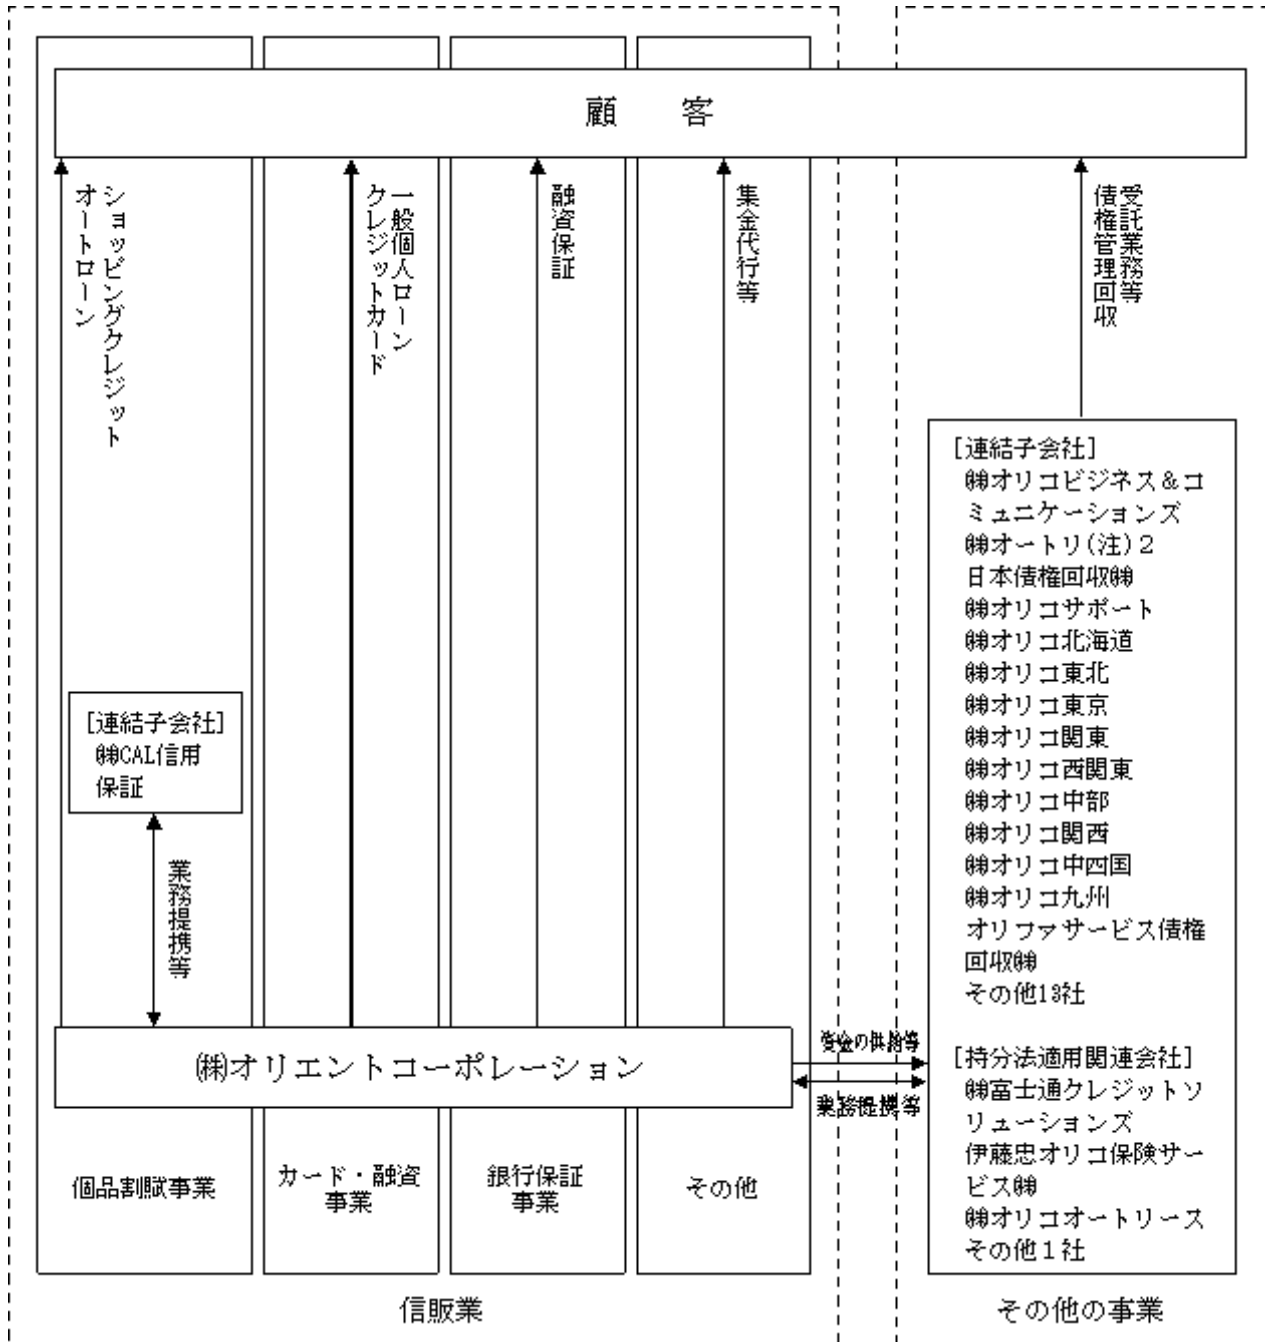 顧　客
ショッピングクレジット
オートローン
一般個人ローン
クレジットカード
融資保証
集金代行等
受託業務等
債権管理回収
[連結子会社]
㈱CAL信用
保証
業務提携等
㈱オリエントコーポレーション
資金の供給等
業務提携等
[連結子会社]
㈱オリコビジネス＆コ
ミュニケーションズ
㈱オートリ(注)２
日本債権回収㈱
㈱オリコサポート
㈱オリコ北海道
㈱オリコ東北
㈱オリコ東京
㈱オリコ関東
㈱オリコ西関東
㈱オリコ中部
㈱オリコ関西
㈱オリコ中四国
㈱オリコ九州
オリファサービス債権
回収㈱
その他13社
[持分法適用関連会社]
㈱富士通クレジットソ
リューションズ
伊藤忠オリコ保険サー
ビス㈱
㈱オリコオートリース
その他１社
個品割賦事業
カード・融資
事業
銀行保証
事業
その他
信販業
その他の事業